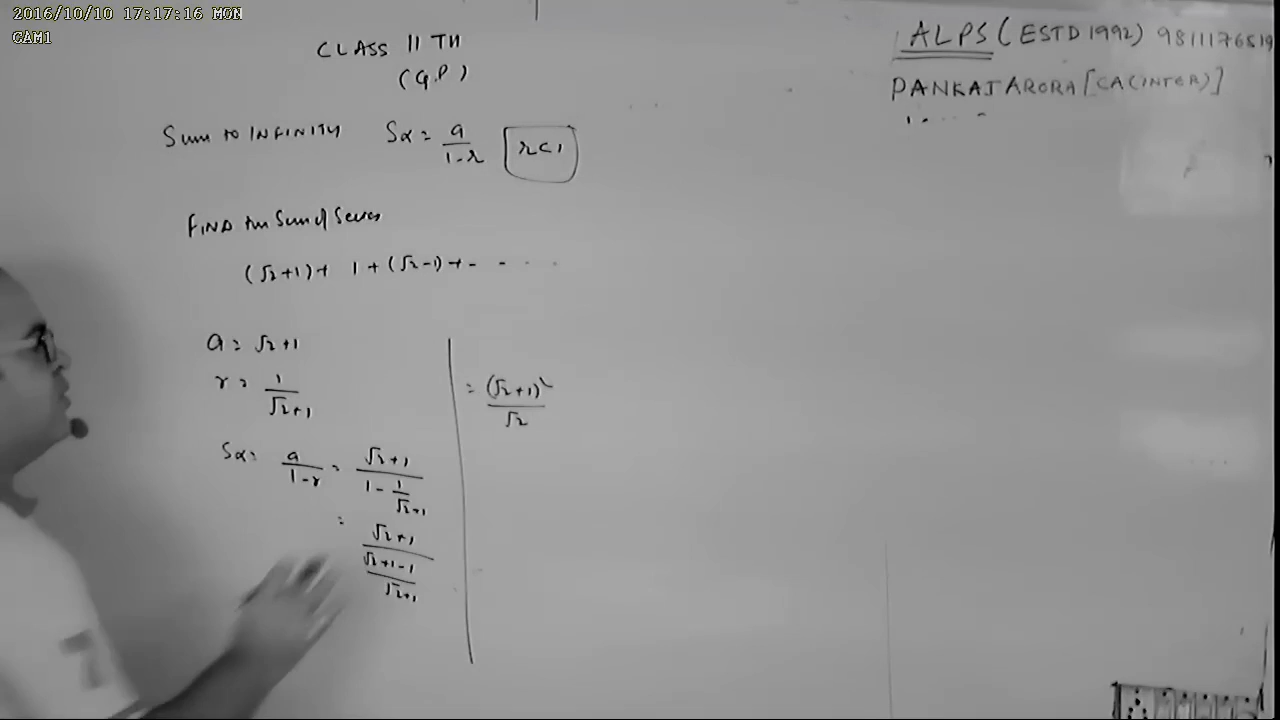 2016/10/10 17:17:16 MON
CAM1
CLASS 11 TH
(G.P)
ALPS (ESTD 1992) 9811176519
PANKAJ ARORA [CA(INTER)]
Sum to INFINITY S∝ = a/(1-r) r<1
FIND the Sum of Series
(√2+1)+ 1+(√2-1)+- - . . .
a = √2+1
r = 1/(√2+1)
S∝ = a/(1-r) = (√2+1)/(1 - 1/(√2+1))
= (√2+1)/((√2+1-1)/(√2+1))
= (√2+1)²/√2